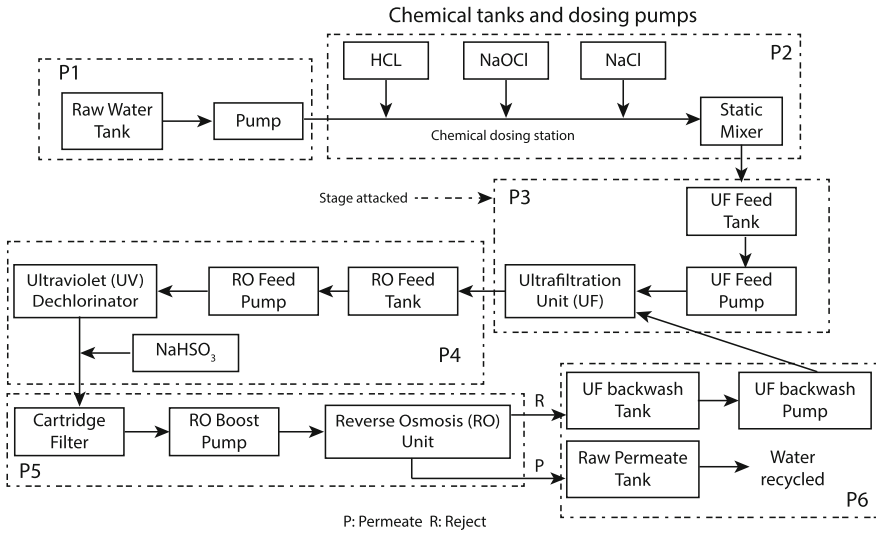 Chemical tanks and dosing pumps
P1
Raw Water
Tank
Pump
P2
HCL
NaOCl
NaCl
Chemical dosing station
Static
Mixer
Stage attacked
P3
UF Feed
Tank
UF Feed
Pump
Ultrafiltration
Unit (UF)
RO Feed
Tank
RO Feed
Pump
Ultraviolet (UV)
Dechlorinator
NaHSO3
P4
Cartridge
Filter
RO Boost
Pump
Reverse Osmosis (RO)
Unit
P5
R
P
UF backwash
Tank
UF backwash
Pump
Raw Permeate
Tank
Water
recycled
P6
P: Permeate R: Reject